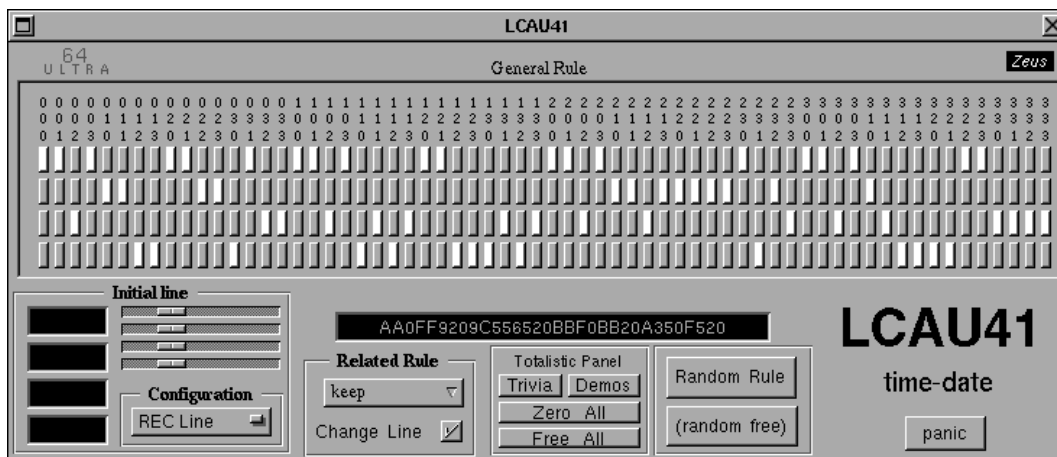 LCAU41
64
ULTRA
General Rule
Zeus
0 0 0 0 0 0 0 0 0 0 0 0 0 0 0 0 1 1 1 1 1 1 1 1 1 1 1 1 1 1 1 1 2 2 2 2 2 2 2 2 2 2 2 2 2 2 2 2 3 3 3 3 3 3 3 3 3 3 3 3 3 3 3 3
0 0 0 0 1 1 1 1 2 2 2 2 3 3 3 3 0 0 0 0 1 1 1 1 2 2 2 2 3 3 3 3 0 0 0 0 1 1 1 1 2 2 2 2 3 3 3 3 0 0 0 0 1 1 1 1 2 2 2 2 3 3 3 3
0 1 2 3 0 1 2 3 0 1 2 3 0 1 2 3 0 1 2 3 0 1 2 3 0 1 2 3 0 1 2 3 0 1 2 3 0 1 2 3 0 1 2 3 0 1 2 3 0 1 2 3 0 1 2 3 0 1 2 3 0 1 2 3
Initial line
Configuration
REC Line
AA0FF9209C556520BBF0BB20A350F520
Related Rule
keep
Change Line
Totalistic Panel
Trivia Demos
Zero All
Free All
Random Rule
(random free)
LCAU41
time-date
panic